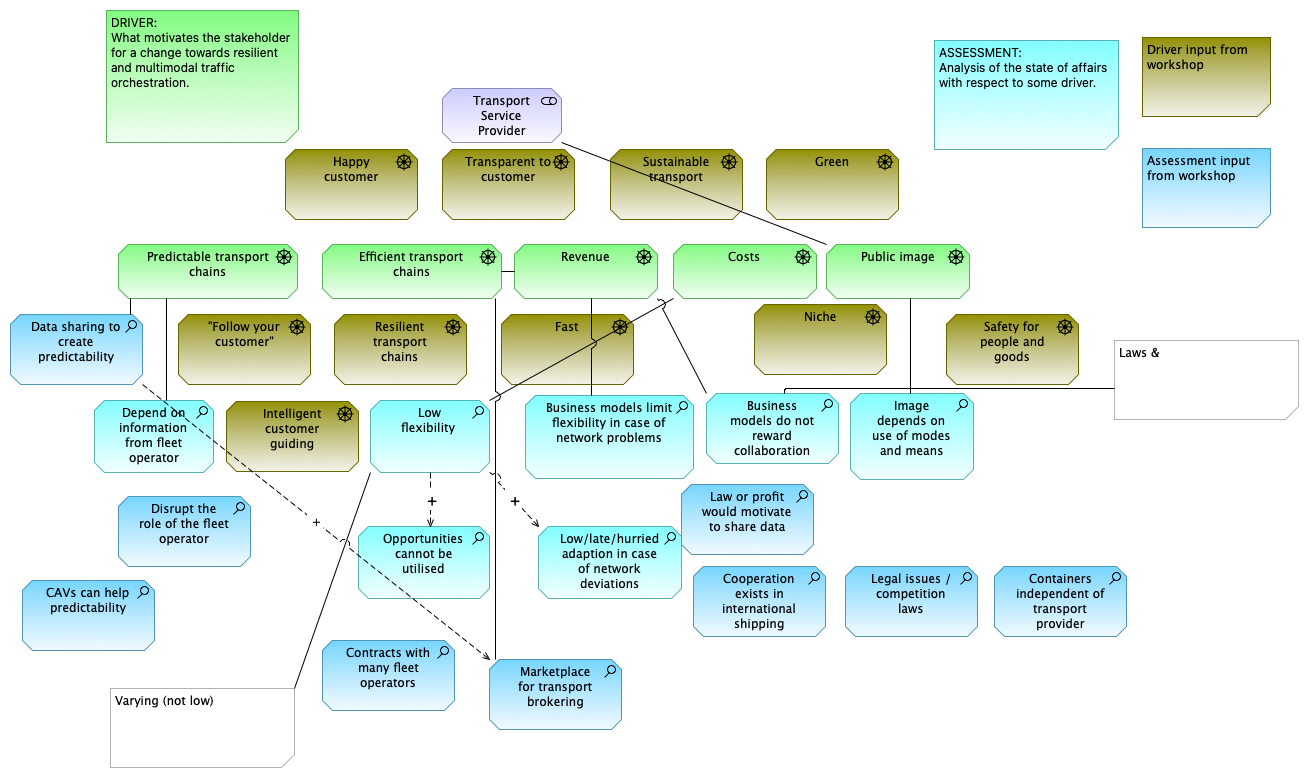 DRIVER:
What motivates the stakeholder
for a change towards resilient
and multimodal traffic
orchestration.
ASSESSMENT:
Analysis of the state of affairs
with respect to some driver.
Driver input from
workshop
Assessment input
from workshop
Transport
Service
Provider
Happy
customer
Transparent to
customer
Sustainable
transport
Green
Predictable transport
chains
Efficient transport
chains
Revenue
Costs
Public image
Data sharing to
create
predictability
"Follow your
customer"
Resilient
transport
chains
Fast
Niche
Safety for
people and
goods
Laws &
Depend on
information
from fleet
operator
Intelligent
customer
guiding
Low
flexibility
Business models limit
flexibility in case of
network problems
Business
models do not
reward
collaboration
Image
depends on
use of modes
and means
Disrupt the
role of the fleet
operator
+
+
+
Opportunities
cannot be
utilised
Low/late/hurried
adaption in case
of network
deviations
Law or profit
would motivate
to share data
CAVs can help
predictability
Cooperation
exists in
international
shipping
Legal issues /
competition
laws
Containers
independent of
transport
provider
Contracts with
many fleet
operators
Marketplace
for transport
brokering
Varying (not low)